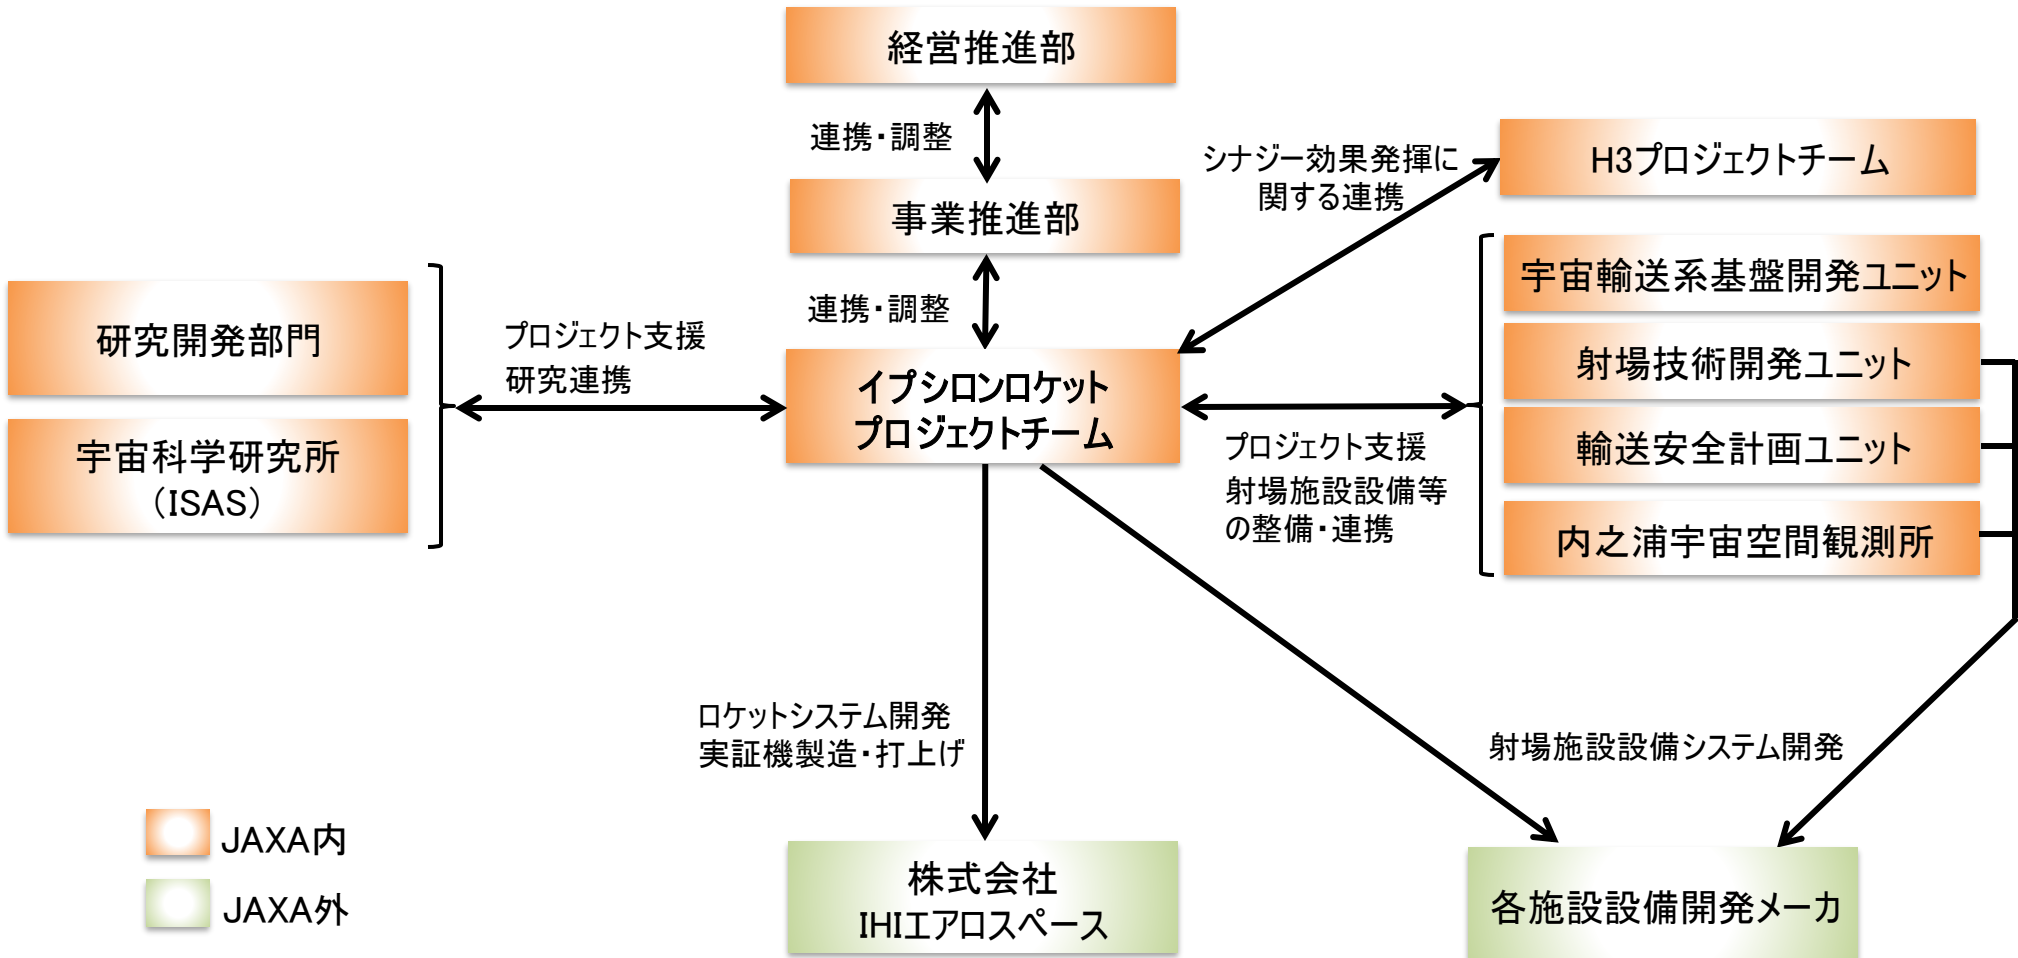 経営推進部
連携・調整
事業推進部
連携・調整
シナジー効果発揮に
関する連携
H3プロジェクトチーム
宇宙輸送系基盤開発ユニット
射場技術開発ユニット
輸送安全計画ユニット
内之浦宇宙空間観測所
研究開発部門
宇宙科学研究所
（ISAS）
プロジェクト支援
研究連携
イプシロンロケット
プロジェクトチーム
プロジェクト支援
射場施設設備等
の整備・連携
ロケットシステム開発
実証機製造・打上げ
射場施設設備システム開発
JAXA内
JAXA外
株式会社
IHIエアロスペース
各施設設備開発メーカ